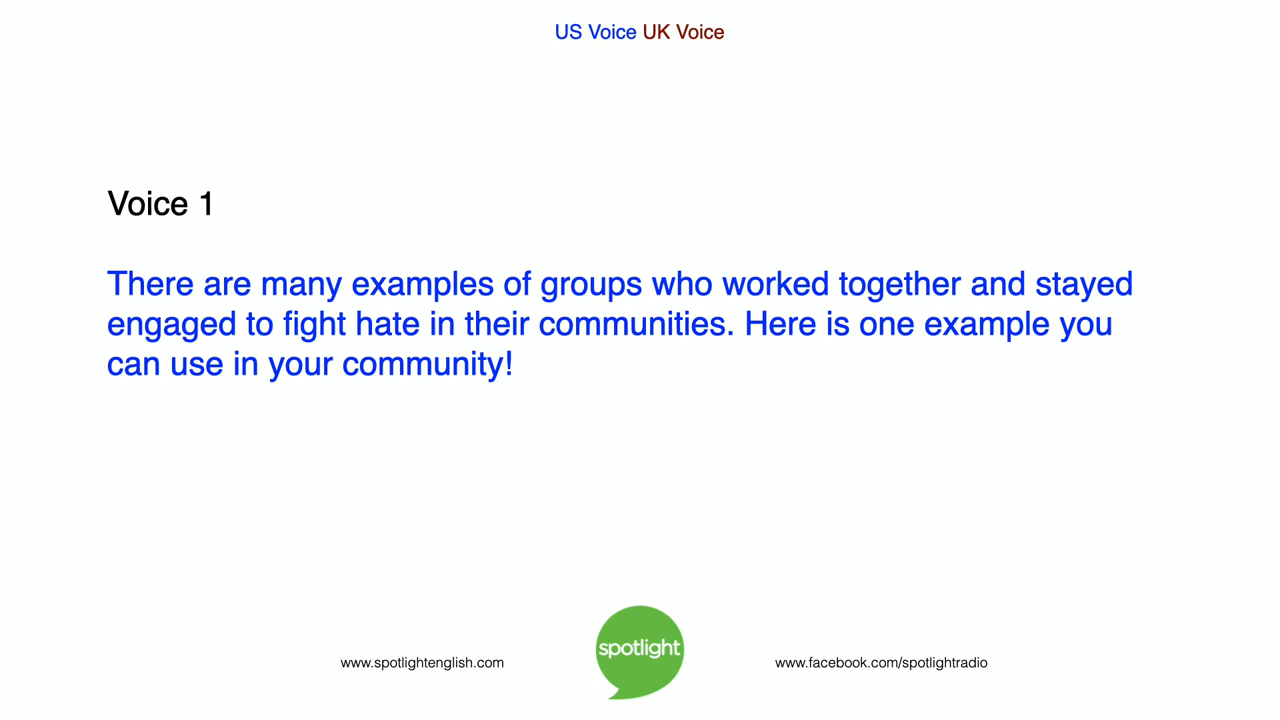 US Voice UK Voice
Voice 1
There are many examples of groups who worked together and stayed
engaged to fight hate in their communities. Here is one example you
can use in your community!
www.spotlightenglish.com
spotlight
www.facebook.com/spotlightradio